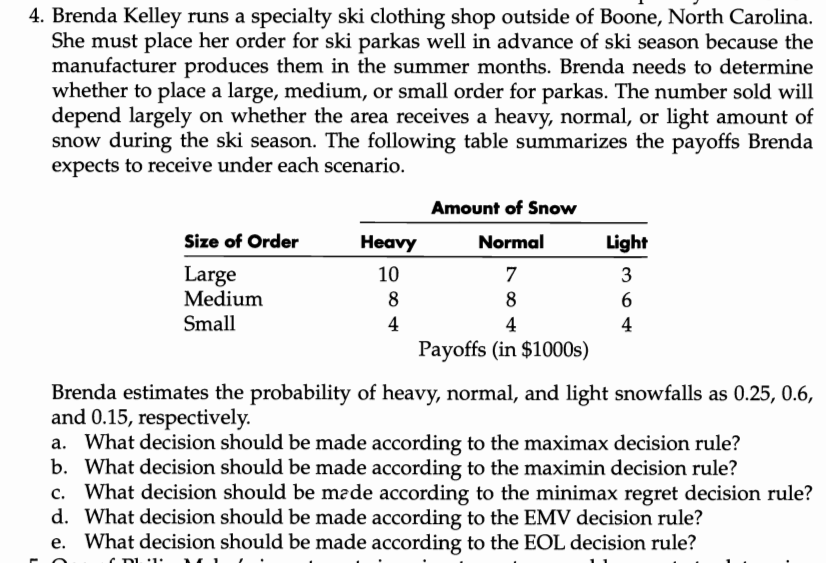 4. Brenda Kelley runs a specialty ski clothing shop outside of Boone, North Carolina.
She must place her order for ski parkas well in advance of ski season because the
manufacturer produces them in the summer months. Brenda needs to determine
whether to place a large, medium, or small order for parkas. The number sold will
depend largely on whether the area receives a heavy, normal, or light amount of
snow during the ski season. The following table summarizes the payoffs Brenda
expects to receive under each scenario.
Amount of Snow
Size of Order Heavy Normal Light
Large 10 7 3
Medium 8 8 6
Small 4 4 4
Payoffs (in $1000s)
Brenda estimates the probability of heavy, normal, and light snowfalls as 0.25, 0.6,
and 0.15, respectively.
a. What decision should be made according to the maximax decision rule?
b. What decision should be made according to the maximin decision rule?
c. What decision should be made according to the minimax regret decision rule?
d. What decision should be made according to the EMV decision rule?
e. What decision should be made according to the EOL decision rule?